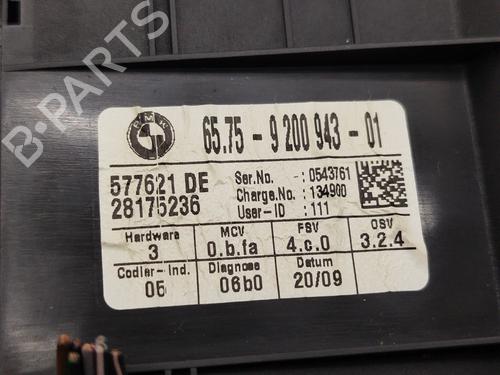 BMW
65.75 - 9 200 943 - 01
577621 DE
28175236
Ser.No. -: 0543761
Charge.No.: 134900
User-ID : 111
Hardware MCV FSV OSV
3 0.b.fa 4.c.0 3.2.4
Codier-Ind. Diagnose Datum
05 06b0 20/09
B-PARTS